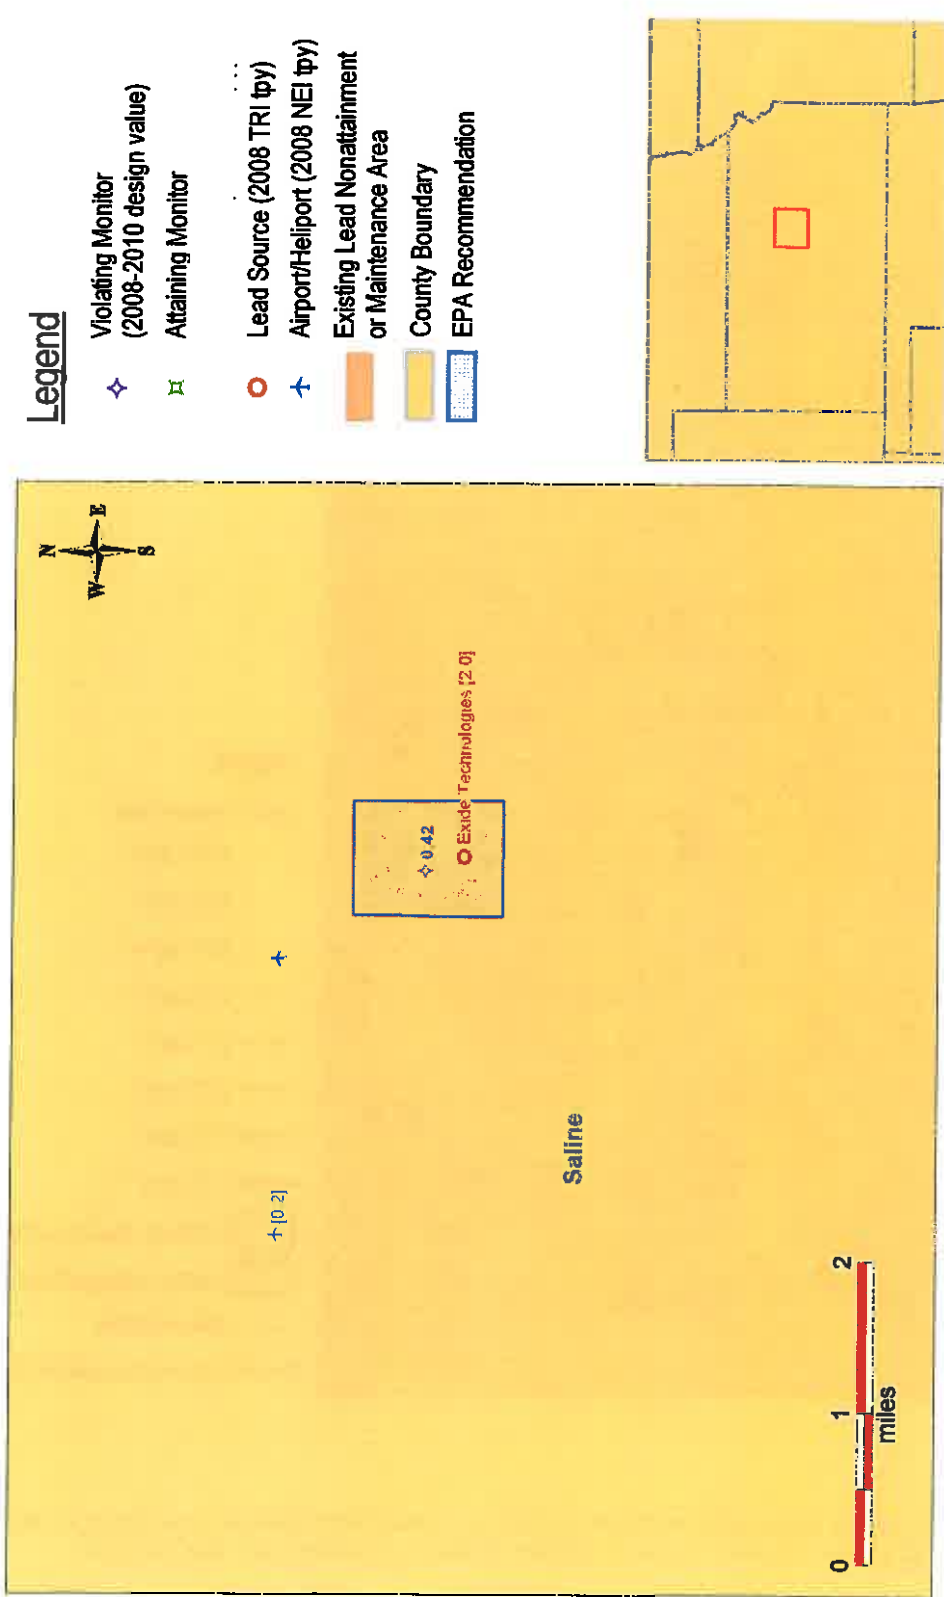 Legend
Violating Monitor
(2008-2010 design value)
Attaining Monitor
Lead Source (2008 TRI tpy)
Airport/Heliport (2008 NEI tpy)
Existing Lead Nonattainment
or Maintenance Area
County Boundary
EPA Recommendation
N
W E
S
[0.2]
0.42
Exide Technologies [2.0]
Saline
0 1 2
miles